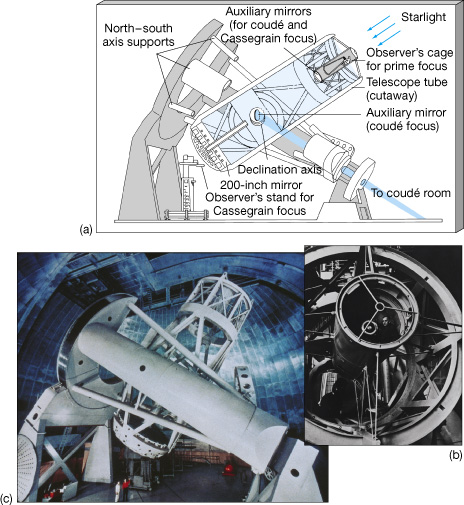 Auxiliary mirrors
(for coudé and
Cassegrain focus)
Starlight
North–south
axis supports
Observer's cage
for prime focus
Telescope tube
(cutaway)
Auxiliary mirror
(coudé focus)
Declination axis
200-inch mirror
To coudé room
Observer's stand for
Cassegrain focus
(a)
(b)
(c)